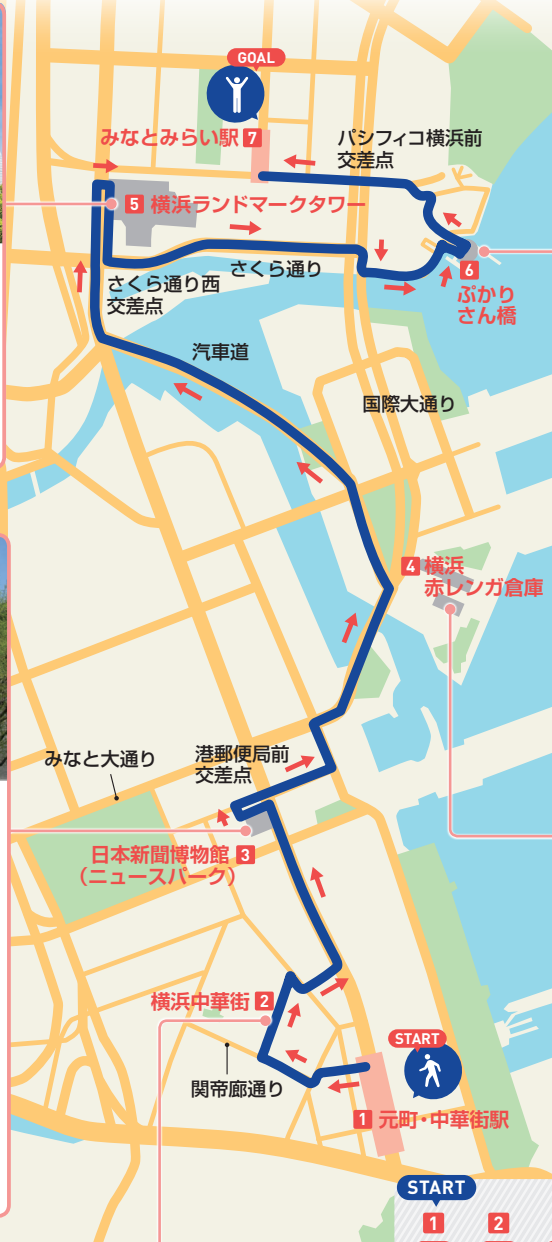 GOAL
みなとみらい駅 7
パシフィコ横浜前
交差点
5 横浜ランドマークタワー
さくら通り
さくら通り西
交差点
6
ぷかり
さん橋
汽車道
国際大通り
4 横浜
赤レンガ倉庫
みなと大通り
港郵便局前
交差点
日本新聞博物館 3
(ニュースパーク)
横浜中華街 2
START
関帝廊通り
1 元町・中華街駅
START
1 2